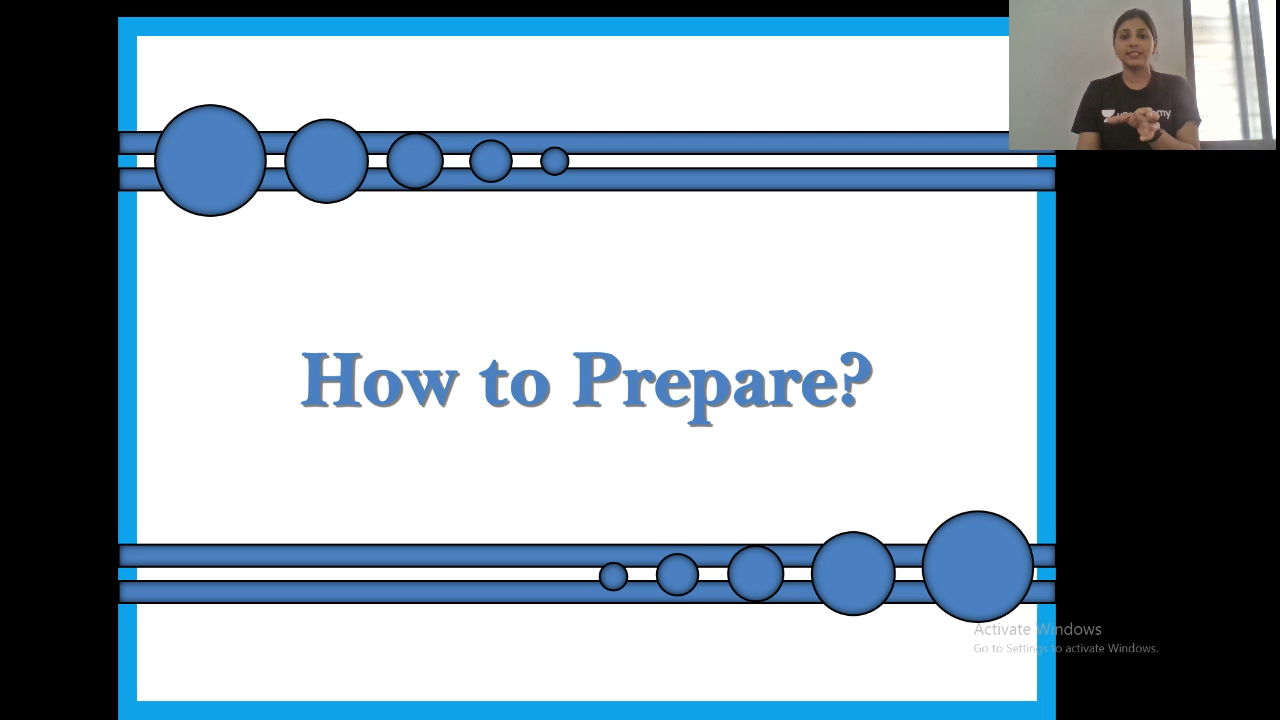 How to Prepare?
Activate Windows
Go to Settings to activate Windows.